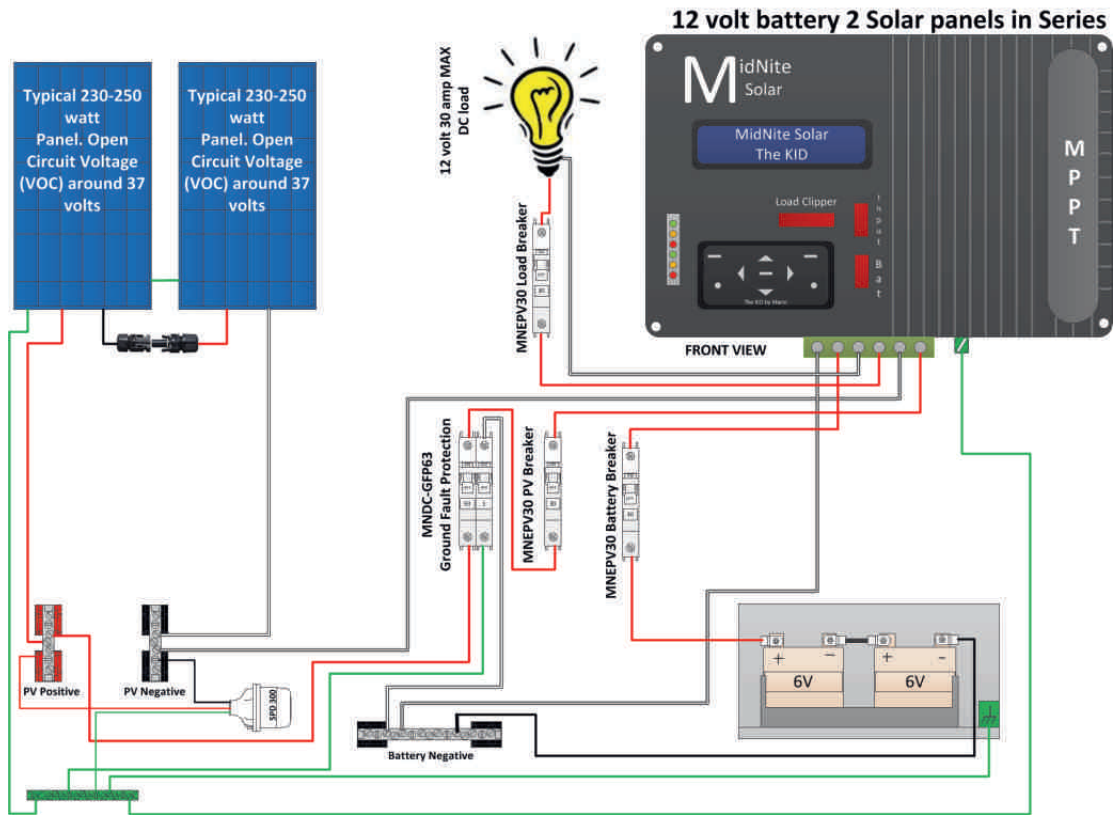 12 volt battery 2 Solar panels in Series
Typical 230-250
watt
Panel. Open
Circuit Voltage
(VOC) around 37
volts
Typical 230-250
watt
Panel. Open
Circuit Voltage
(VOC) around 37
volts
12 volt 30 amp MAX
DC load
MidNite
Solar
MidNite Solar
The KID
Load Clipper
Input
Bat
MPPT
FRONT VIEW
MNEPV30 Load Breaker
MNDC-GFP63
Ground Fault Protection
MNEPV30 PV Breaker
MNEPV30 Battery Breaker
PV Positive
PV Negative
SPD 300
Battery Negative
+ -
+ -
6V
6V